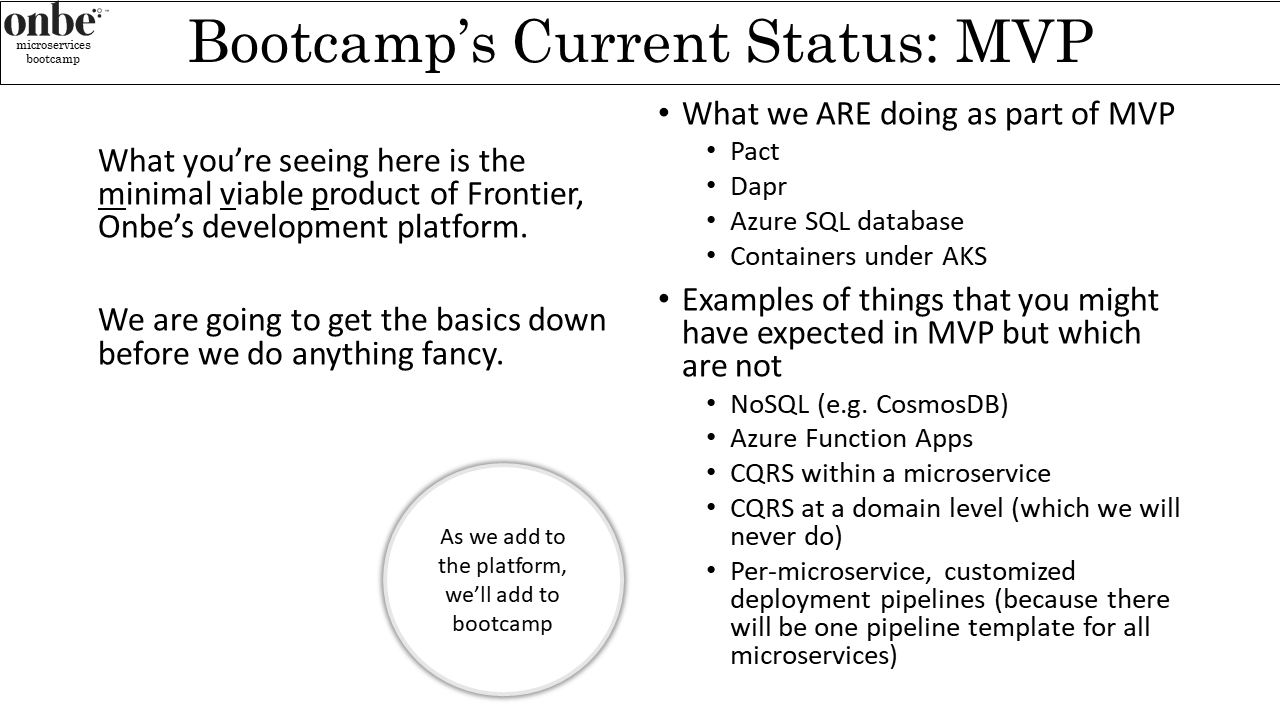 onbe
microservices
bootcamp
Bootcamp’s Current Status: MVP
What you’re seeing here is the
minimal viable product of Frontier,
Onbe’s development platform.
We are going to get the basics down
before we do anything fancy.
As we add to
the platform,
we’ll add to
bootcamp
• What we ARE doing as part of MVP
• Pact
• Dapr
• Azure SQL database
• Containers under AKS
• Examples of things that you might
have expected in MVP but which
are not
• NoSQL (e.g. CosmosDB)
• Azure Function Apps
• CQRS within a microservice
• CQRS at a domain level (which we will
never do)
• Per-microservice, customized
deployment pipelines (because there
will be one pipeline template for all
microservices)